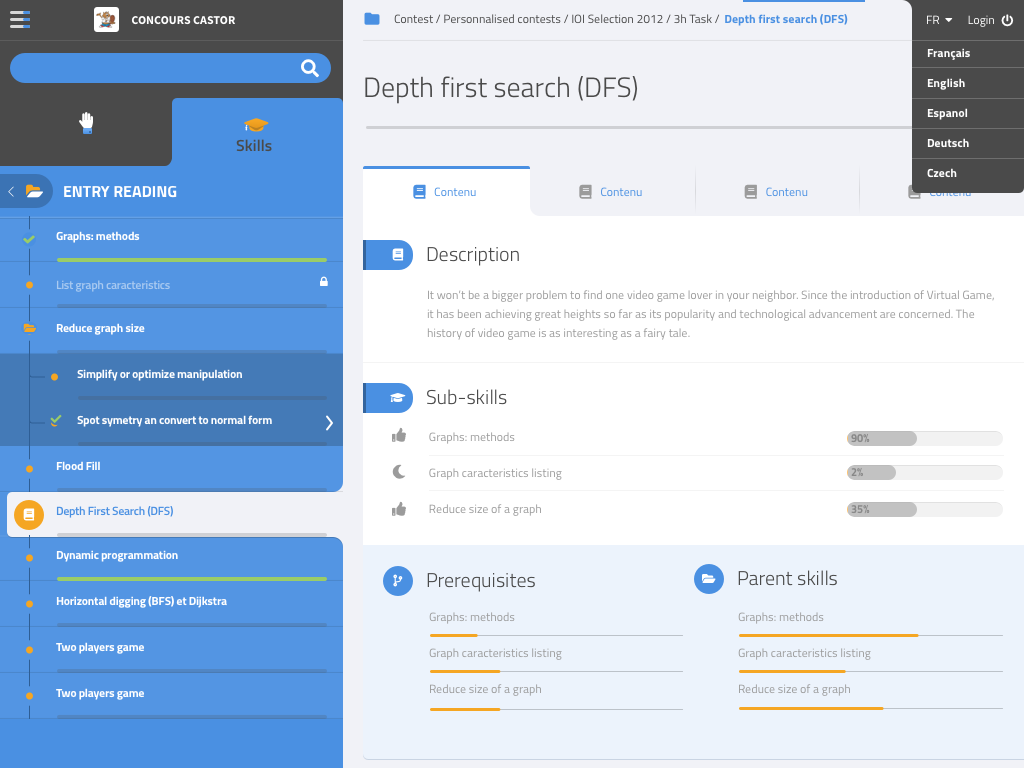 CONCOURS CASTOR
Skills
ENTRY READING
Graphs: methods
List graph caracteristics
Reduce graph size
Simplify or optimize manipulation
Spot symetry an convert to normal form
Flood Fill
Depth First Search (DFS)
Dynamic programmation
Horizontal digging (BFS) et Dijkstra
Two players game
Two players game
Contest / Personnalised contests / IOI Selection 2012 / 3h Task / Depth first search (DFS)
FR Login
Français
English
Espanol
Deutsch
Czech
Depth first search (DFS)
Contenu Contenu Contenu Contenu
Description
It won't be a bigger problem to find one video game lover in your neighbor. Since the introduction of Virtual Game,
it has been achieving great heights so far as its popularity and technological advancement are concerned. The
history of video game is as interesting as a fairy tale.
Sub-skills
Graphs: methods 90%
Graph caracteristics listing 2%
Reduce size of a graph 35%
Prerequisites
Graphs: methods
Graph caracteristics listing
Reduce size of a graph
Parent skills
Graphs: methods
Graph caracteristics listing
Reduce size of a graph